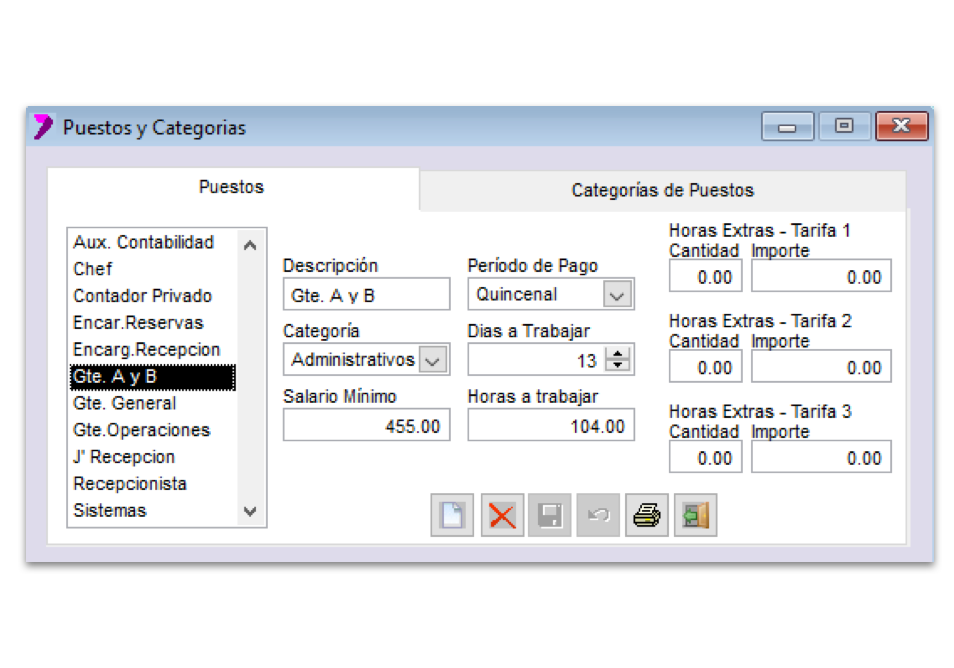 Puestos y Categorias
Puestos
Categorías de Puestos
Aux. Contabilidad
Chef
Contador Privado
Encar.Reservas
Encarg.Recepcion
Gte. A y B
Gte. General
Gte.Operaciones
J' Recepcion
Recepcionista
Sistemas
Descripción
Gte. A y B
Categoría
Administrativos
Salario Mínimo
455.00
Período de Pago
Quincenal
Dias a Trabajar
13
Horas a trabajar
104.00
Horas Extras - Tarifa 1
Cantidad Importe
0.00 0.00
Horas Extras - Tarifa 2
Cantidad Importe
0.00 0.00
Horas Extras - Tarifa 3
Cantidad Importe
0.00 0.00